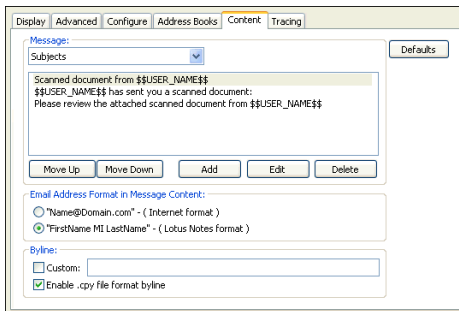 Display Advanced Configure Address Books Content Tracing
Message:
Defaults
Subjects
Scanned document from $$USER_NAME$$
$$USER_NAME$$ has sent you a scanned document:
Please review the attached scanned document from $$USER_NAME$$
Move Up Move Down Add Edit Delete
Email Address Format in Message Content:
"Name@Domain.com" - ( Internet format )
"FirstName MI LastName" - ( Lotus Notes format )
Byline:
Custom:
Enable .cpy file format byline